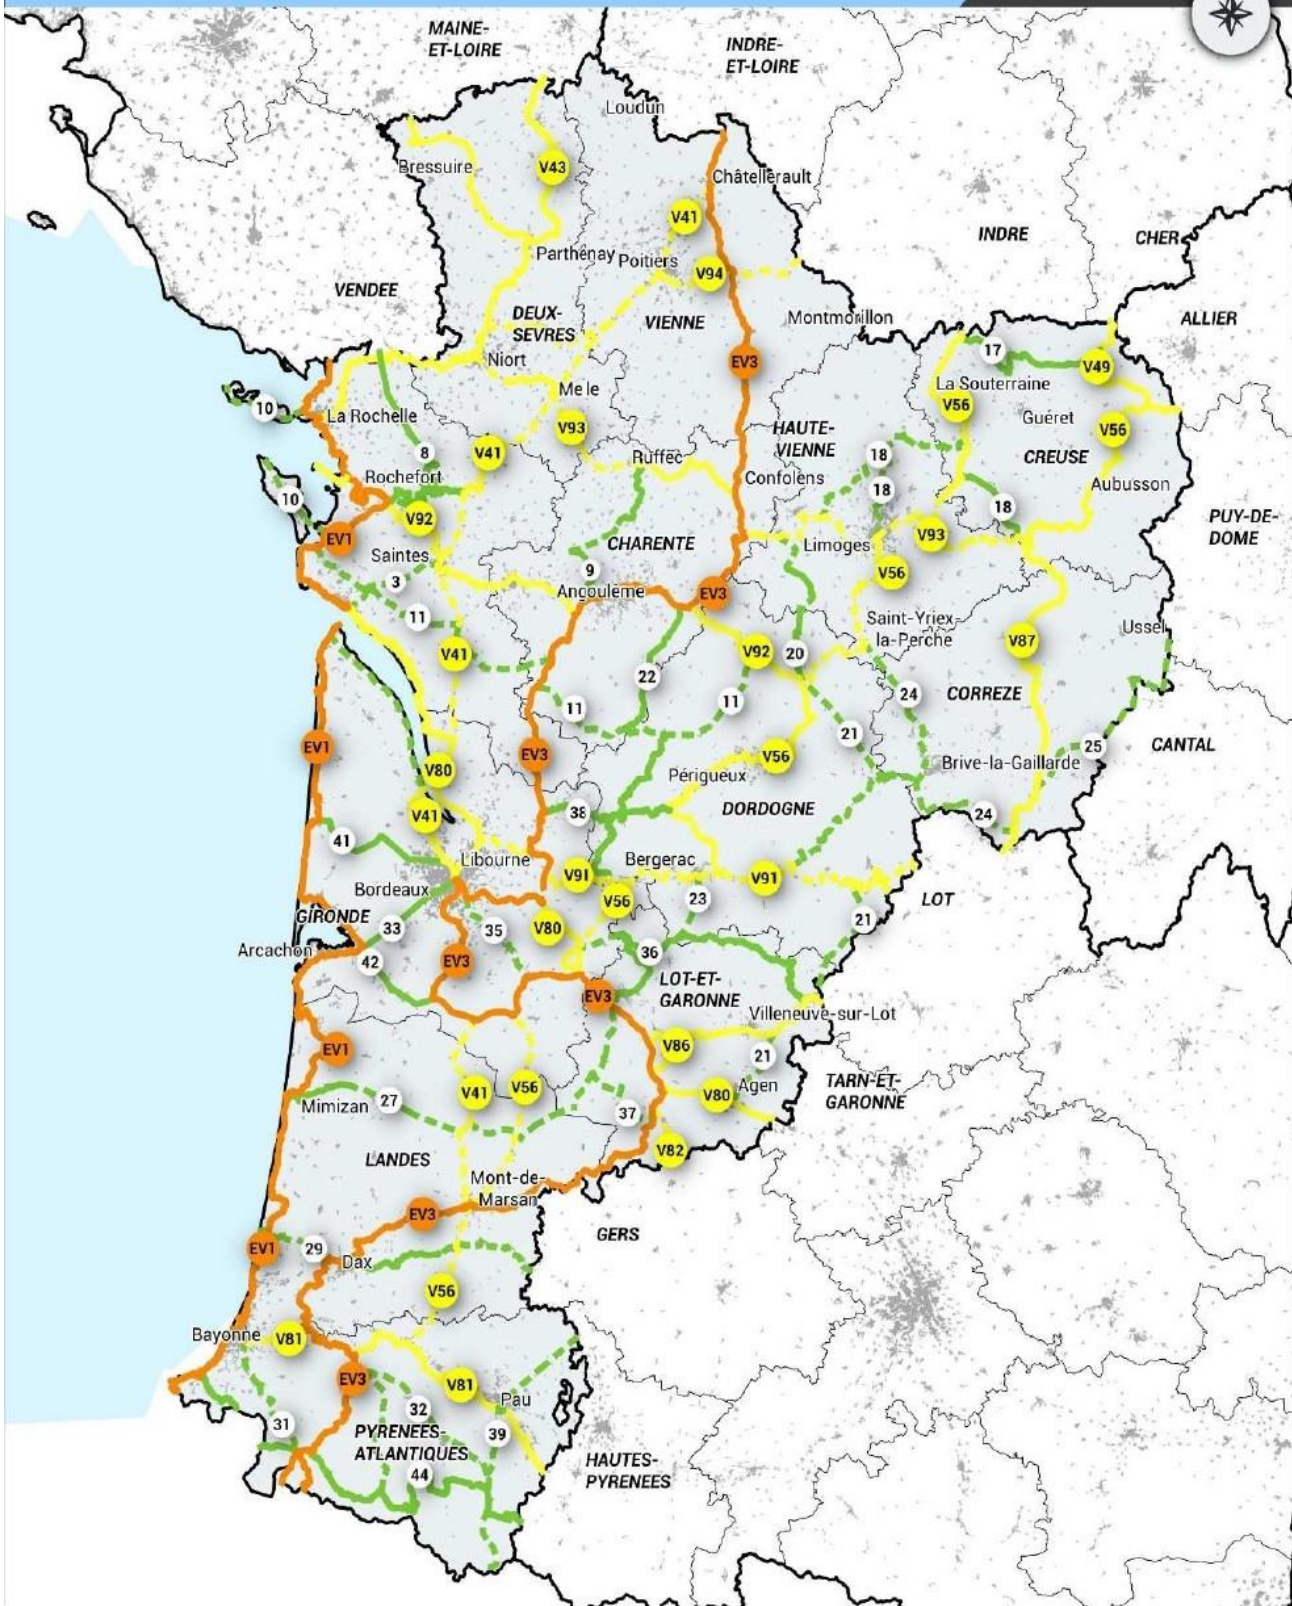 MAINE-
ET-LOIRE
INDRE-
ET-LOIRE
Loudun
Bressuire
V43
Châtellerault
V41
INDRE
CHER
Parthenay
Poitiers
V94
VENDEE
DEUX-
SEVRES
VIENNE
Montmorillon
ALLIER
17
Niort
EV3
V49
La Souterraine
Melle
10
La Rochelle
V56
Guéret
V93
V56
HAUTE-
VIENNE
8
V41
18
CREUSE
Ruffec
Rochefort
Confolens
Aubusson
10
18
18
V92
PUY-DE-
DOME
EV1
V93
CHARENTE
Limoges
Saintes
9
V56
3
Angoulême
EV3
11
Saint-Yriex-
la-Perche
Ussel
V41
V92
20
V87
22
24
CORREZE
11
11
21
EV1
EV3
V56
25
CANTAL
V80
Brive-la-Gaillarde
Périgueux
DORDOGNE
V41
38
24
41
Libourne
Bergerac
Bordeaux
V91
V91
V56
23
LOT
GIRONDE
33
35
V80
21
Arcachon
42
EV3
36
LOT-ET-
GARONNE
EV3
Villeneuve-sur-Lot
EV1
V86
21
V41
V56
Agen
V80
TARN-ET-
GARONNE
Mimizan
27
37
V82
LANDES
Mont-de-
Marsan
EV3
GERS
EV1
29
Dax
V56
Bayonne
V81
EV3
V81
Pau
32
31
39
PYRENEES-
ATLANTIQUES
44
HAUTES-
PYRENEES